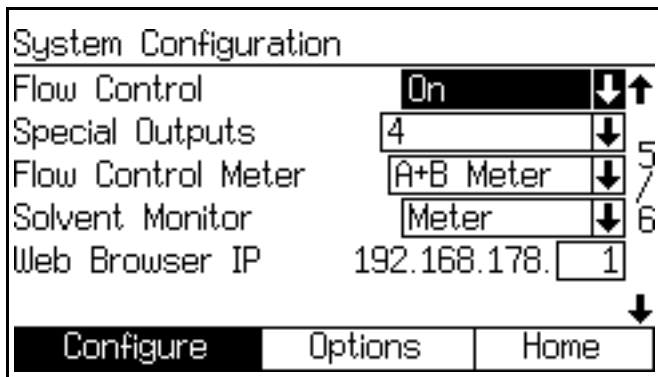 System Configuration
Flow Control On
Special Outputs 4
Flow Control Meter A+B Meter
Solvent Monitor Meter
Web Browser IP 192.168.178. 1
5/6
Configure Options Home